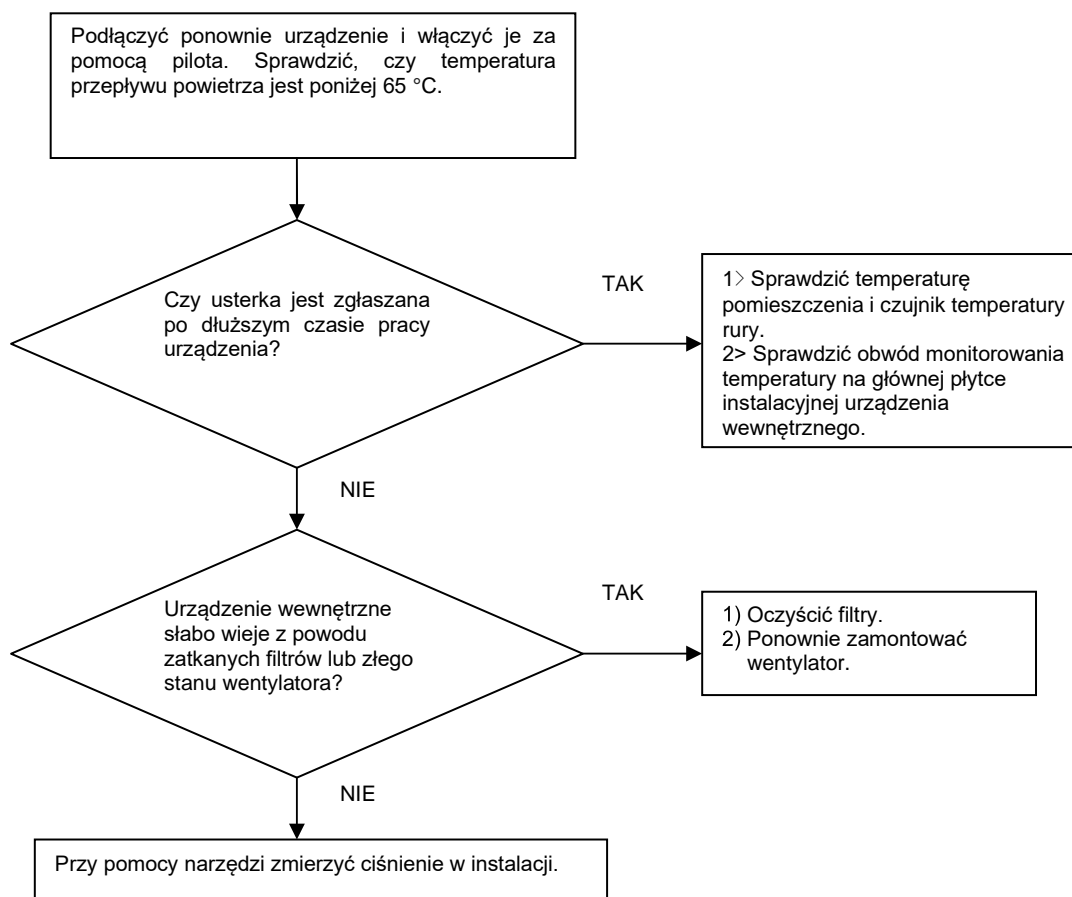 Podłączyć ponownie urządzenie i włączyć je za
pomocą pilota. Sprawdzić, czy temperatura
przepływu powietrza jest poniżej 65 °C.
Czy usterka jest zgłaszana
po dłuższym czasie pracy
urządzenia?
TAK
1〉 Sprawdzić temperaturę
pomieszczenia i czujnik temperatury
rury.
2> Sprawdzić obwód monitorowania
temperatury na głównej płytce
instalacyjnej urządzenia
wewnętrznego.
NIE
Urządzenie wewnętrzne
słabo wieje z powodu
zatkanych filtrów lub złego
stanu wentylatora?
TAK
1) Oczyścić filtry.
2) Ponownie zamontować
wentylator.
NIE
Przy pomocy narzędzi zmierzyć ciśnienie w instalacji.